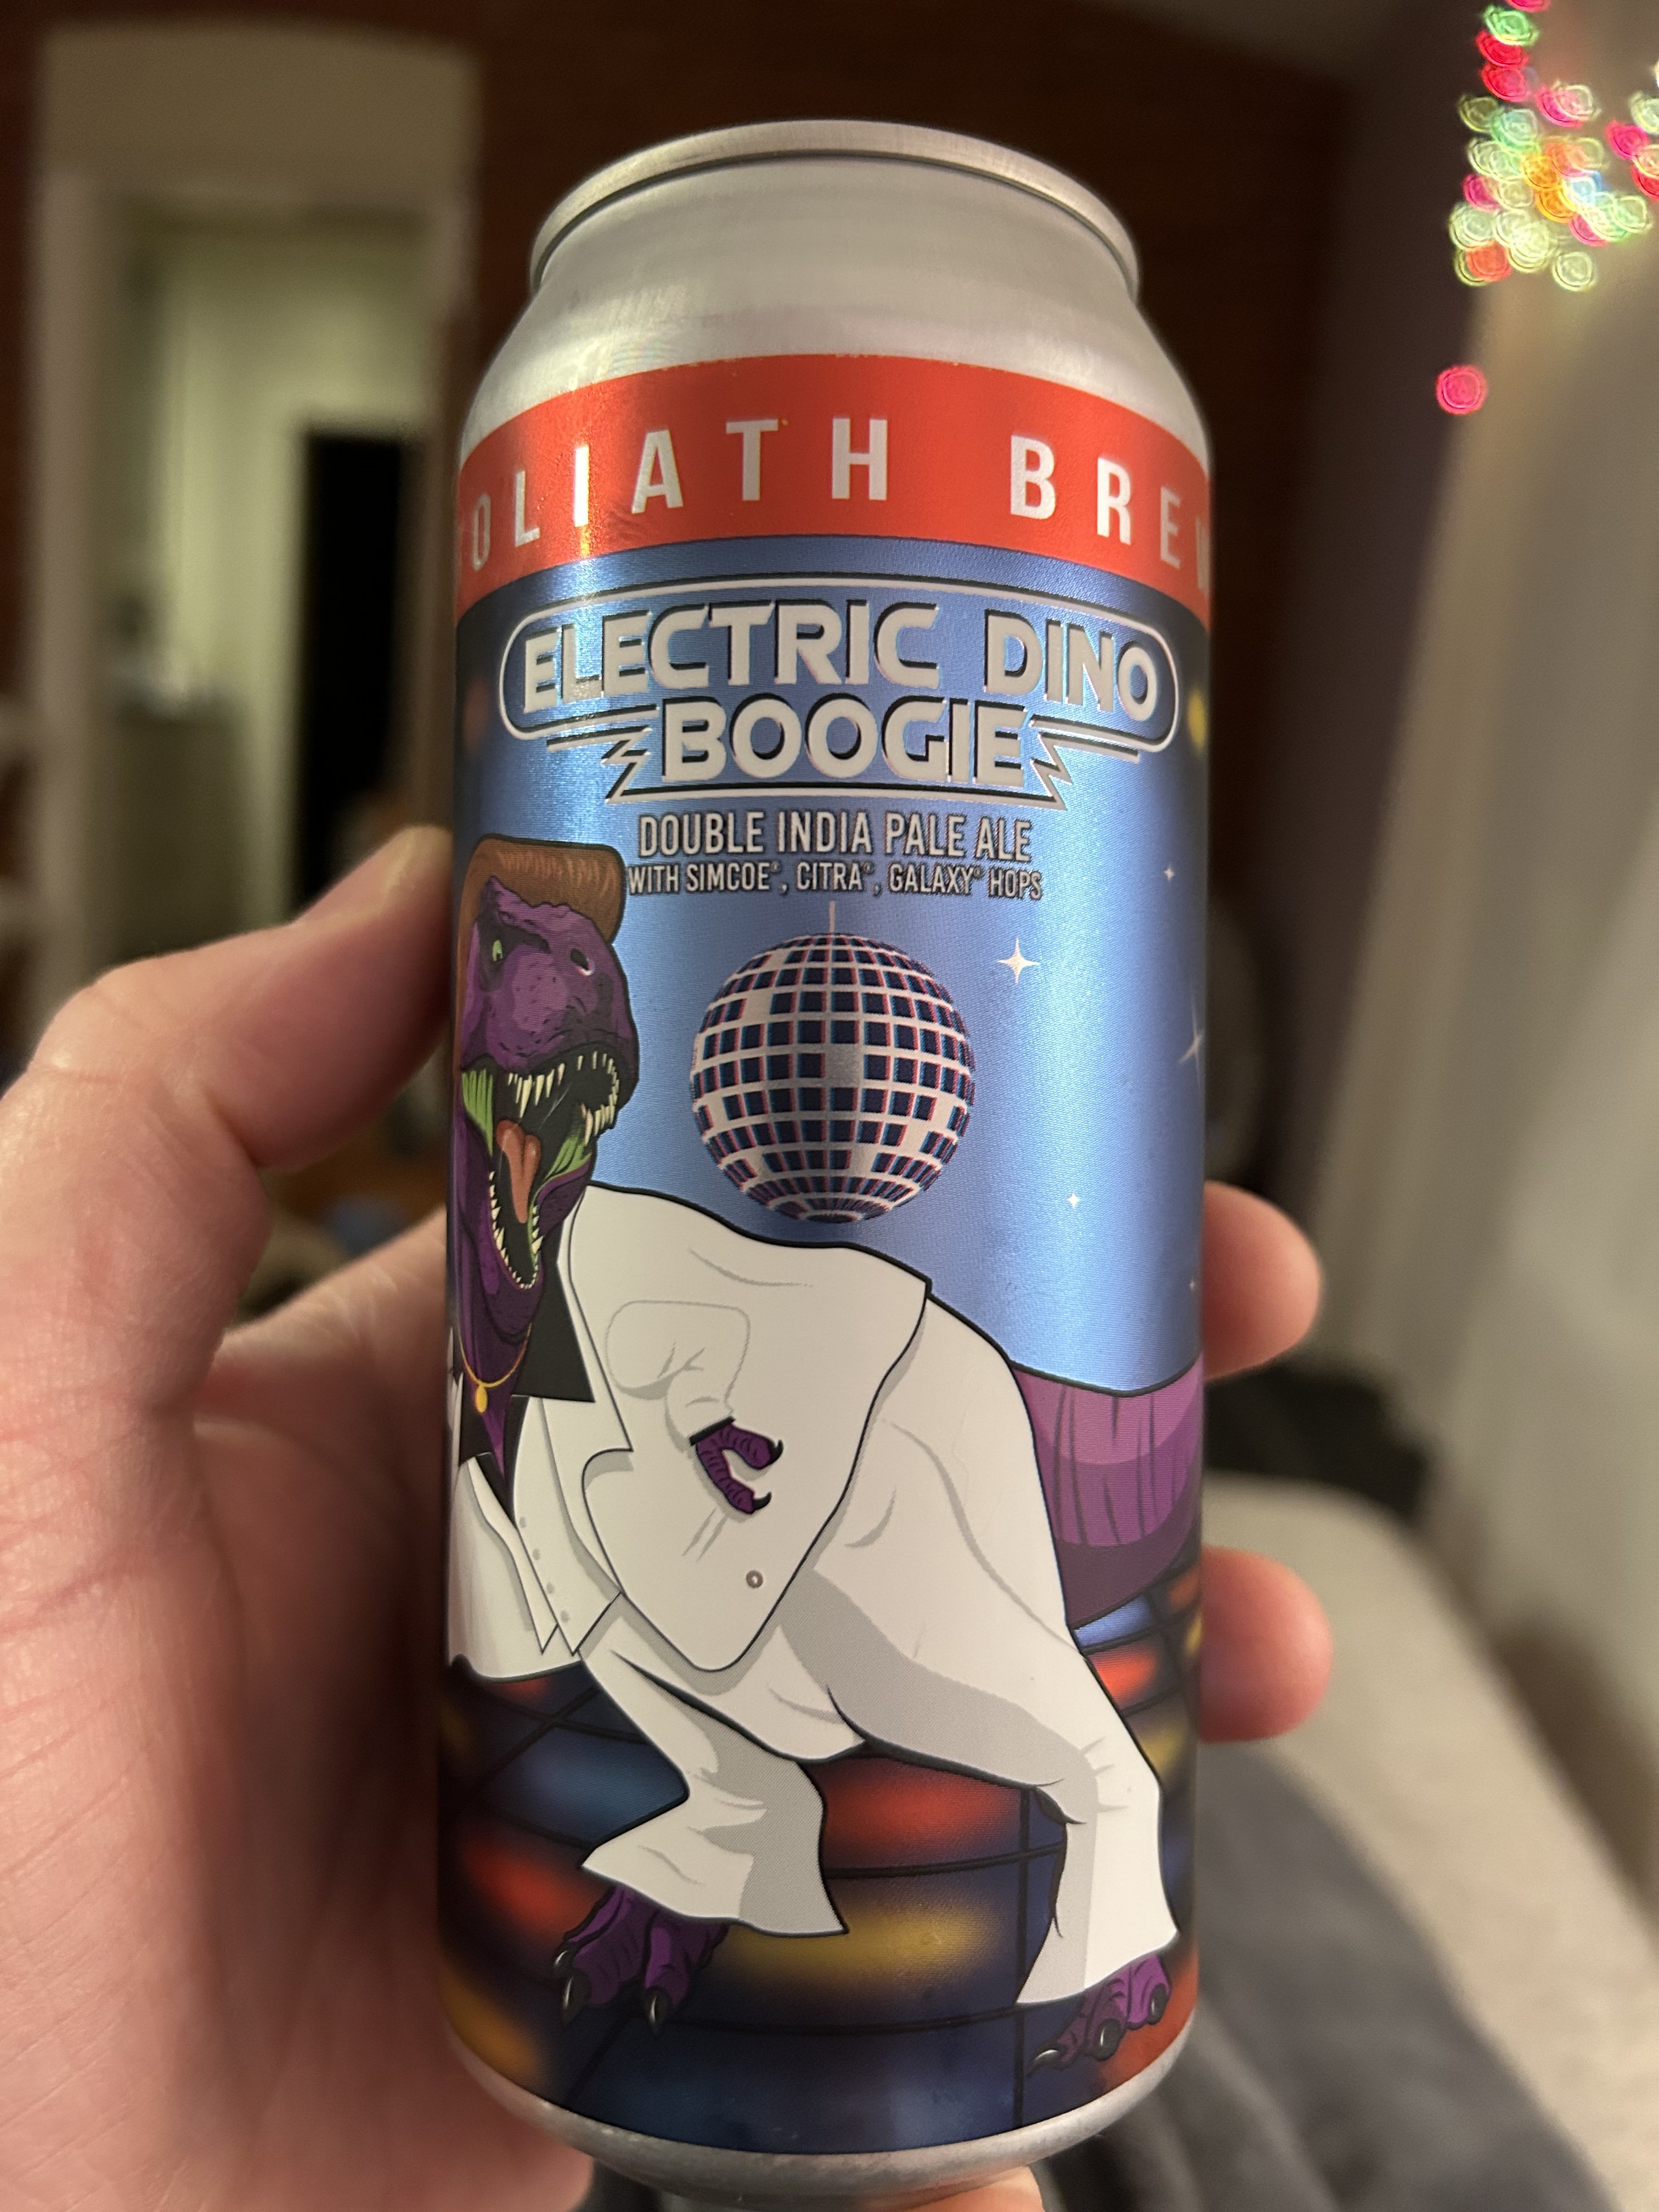 OLIATH BRE
ELECTRIC DINO
BOOGIE
DOUBLE INDIA PALE ALE
WITH SIMCOE®, CITRA®, GALAXY® HOPS